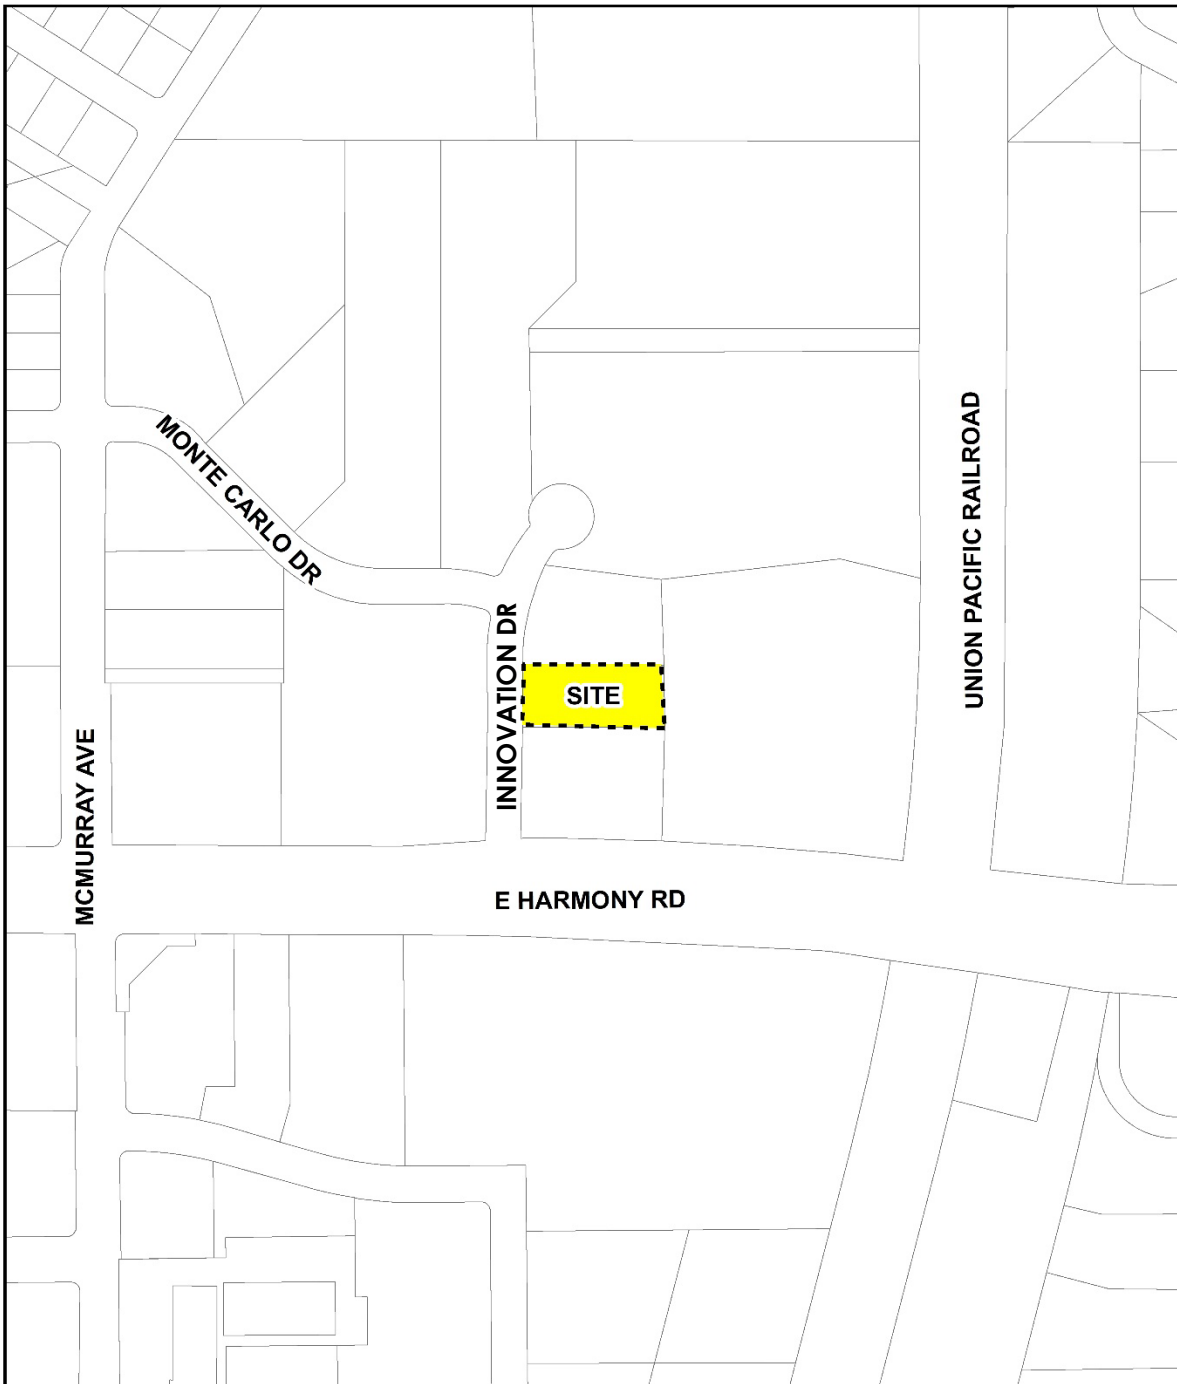 MONTE CARLO DR
UNION PACIFIC RAILROAD
INNOVATION DR
SITE
MCMURRAY AVE
E HARMONY RD